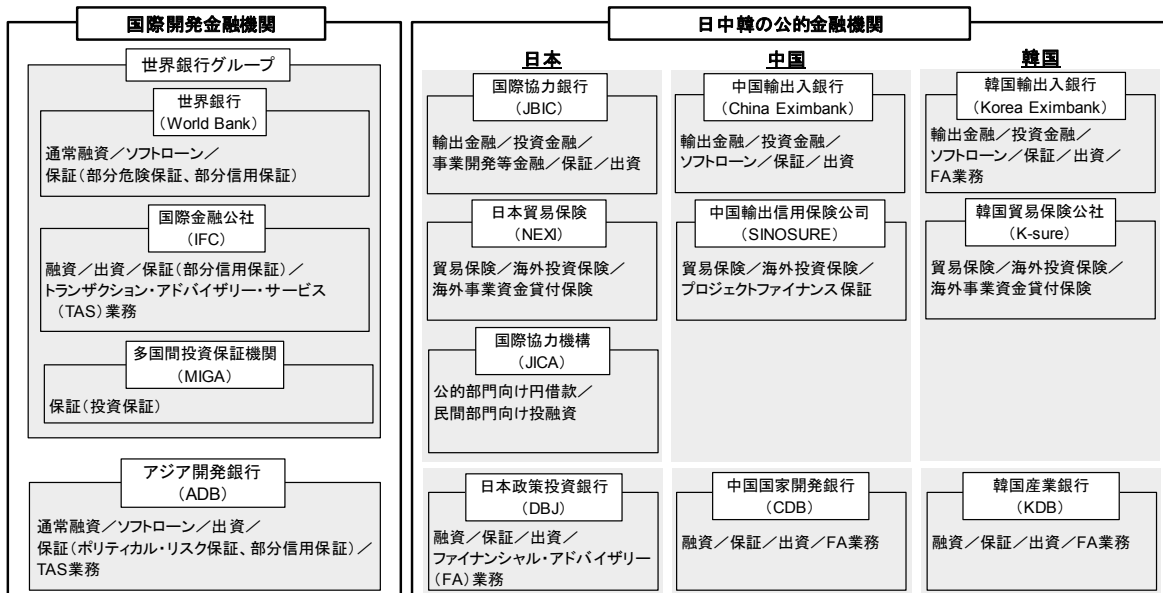 国際開発金融機関
世界銀行グループ
世界銀行
(World Bank)
通常融資／ソフトローン／
保証(部分危険保証、部分信用保証)
国際金融公社
(IFC)
融資／出資／保証(部分信用保証)／
トランザクション・アドバイザリー・サービス
(TAS)業務
多国間投資保証機関
(MIGA)
保証(投資保証)
アジア開発銀行
(ADB)
通常融資／ソフトローン／出資／
保証(ポリティカル・リスク保証、部分信用保証)／
TAS業務
日中韓の公的金融機関
日本
国際協力銀行
(JBIC)
輸出金融／投資金融／
事業開発等金融／保証／出資
日本貿易保険
(NEXI)
貿易保険／海外投資保険／
海外事業資金貸付保険
国際協力機構
(JICA)
公的部門向け円借款／
民間部門向け投融資
日本政策投資銀行
(DBJ)
融資／保証／出資／
ファイナンシャル・アドバイザリー
(FA)業務
中国
中国輸出入銀行
(China Eximbank)
輸出金融／投資金融／
ソフトローン／保証／出資
中国輸出信用保険公司
(SINOSURE)
貿易保険／海外投資保険／
プロジェクトファイナンス保証
中国国家開発銀行
(CDB)
融資／保証／出資／FA業務
韓国
韓国輸出入銀行
(Korea Eximbank)
輸出金融／投資金融／
ソフトローン／保証／出資／
FA業務
韓国貿易保険公社
(K-sure)
貿易保険／海外投資保険／
海外事業資金貸付保険
韓国産業銀行
(KDB)
融資／保証／出資／FA業務